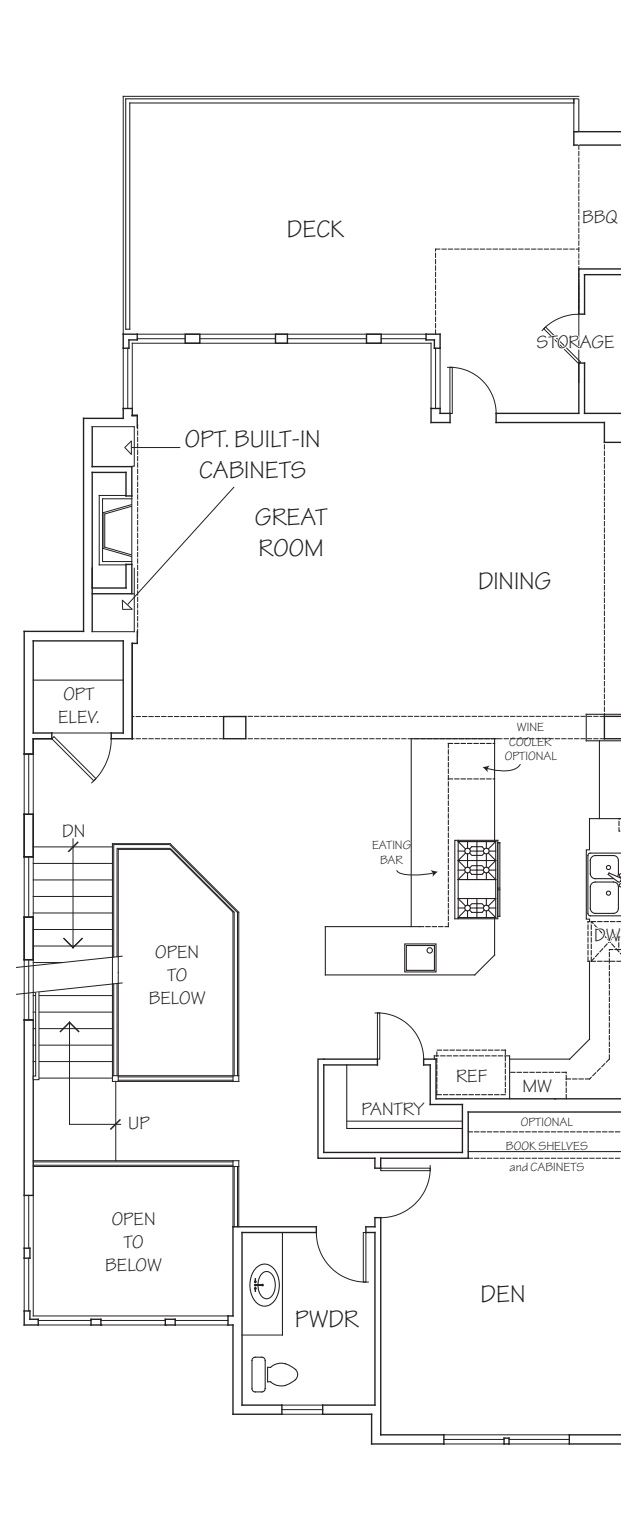 DECK
BBQ
STORAGE
OPT. BUILT-IN
CABINETS
GREAT
ROOM
DINING
OPT
ELEV.
WINE
COOLER
OPTIONAL
DN
EATING
BAR
OPEN
TO
BELOW
DW
REF
MW
PANTRY
UP
OPTIONAL
BOOK SHELVES
and CABINETS
OPEN
TO
BELOW
DEN
PWDR